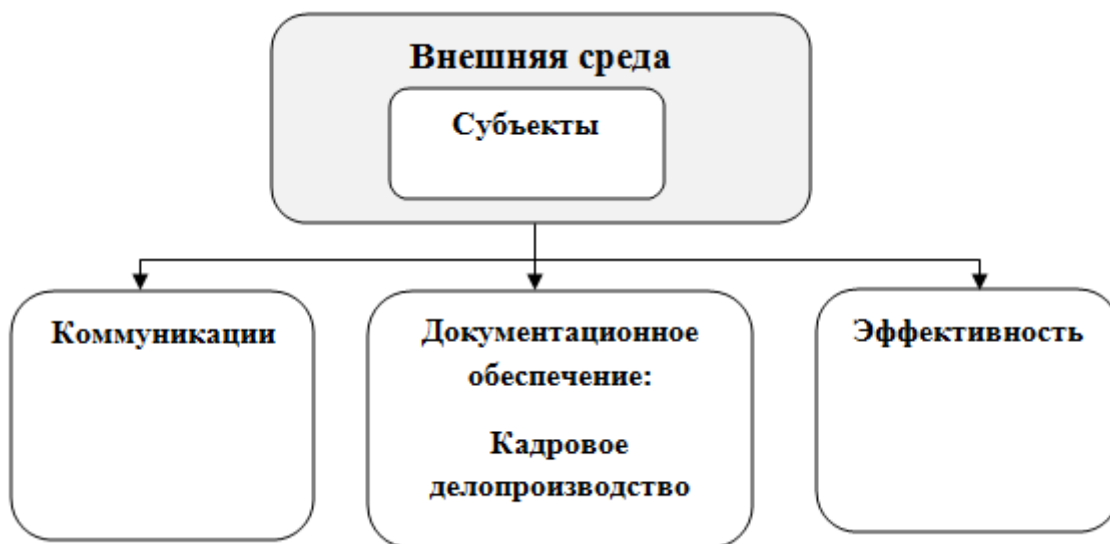 Внешняя среда
Субъекты
Коммуникации
Документационное
обеспечение:
Кадровое
делопроизводство
Эффективность